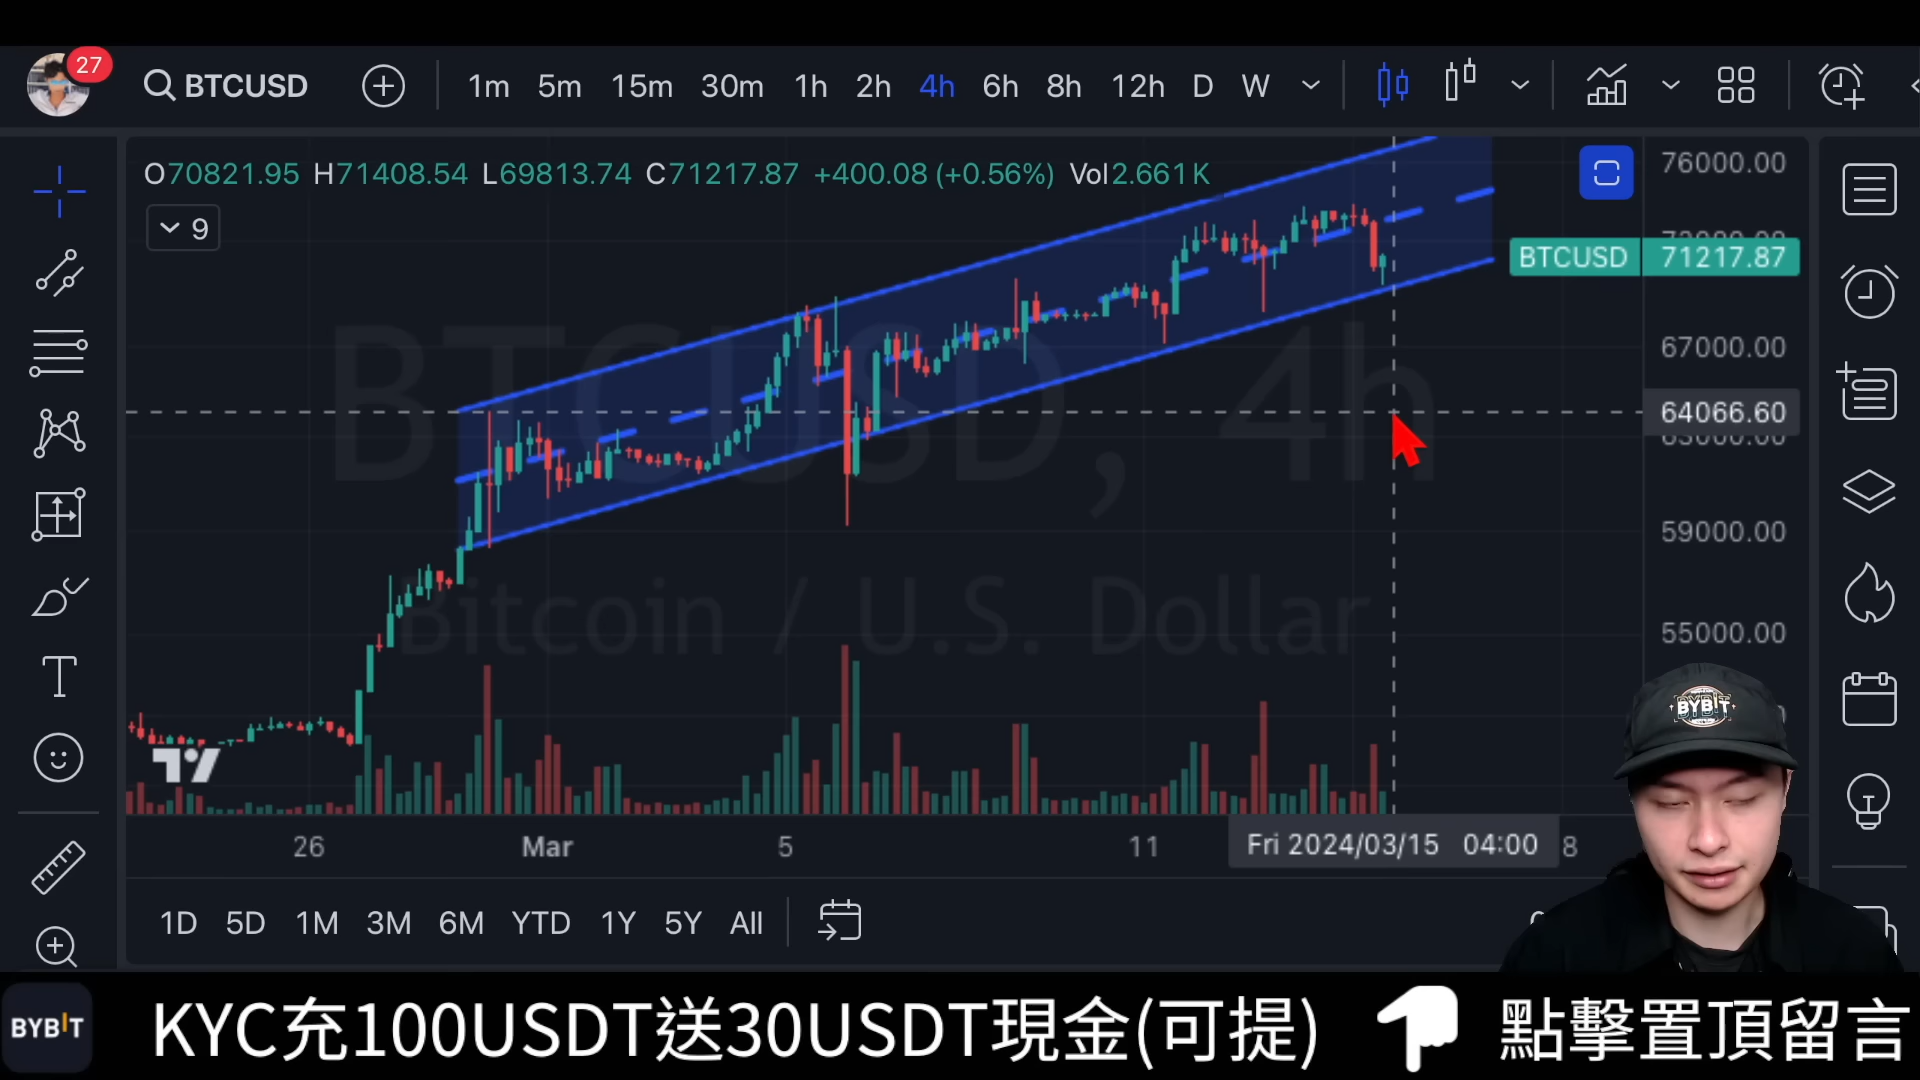 27
BTCUSD
1m 5m 15m 30m 1h 2h 4h 6h 8h 12h D W
O70821.95 H71408.54 L69813.74 C71217.87 +400.08 (+0.56%) Vol2.661K
9
76000.00
BTCUSD 71217.87
67000.00
64066.60
63000.00
59000.00
55000.00
BTCUSD, 4h
Bitcoin / U.S. Dollar
BYBIT
26 Mar 5 11 Fri 2024/03/15 04:00 8
1D 5D 1M 3M 6M YTD 1Y 5Y All
BYBIT
KYC充100USDT送30USDT現金(可提)
點擊置頂留言